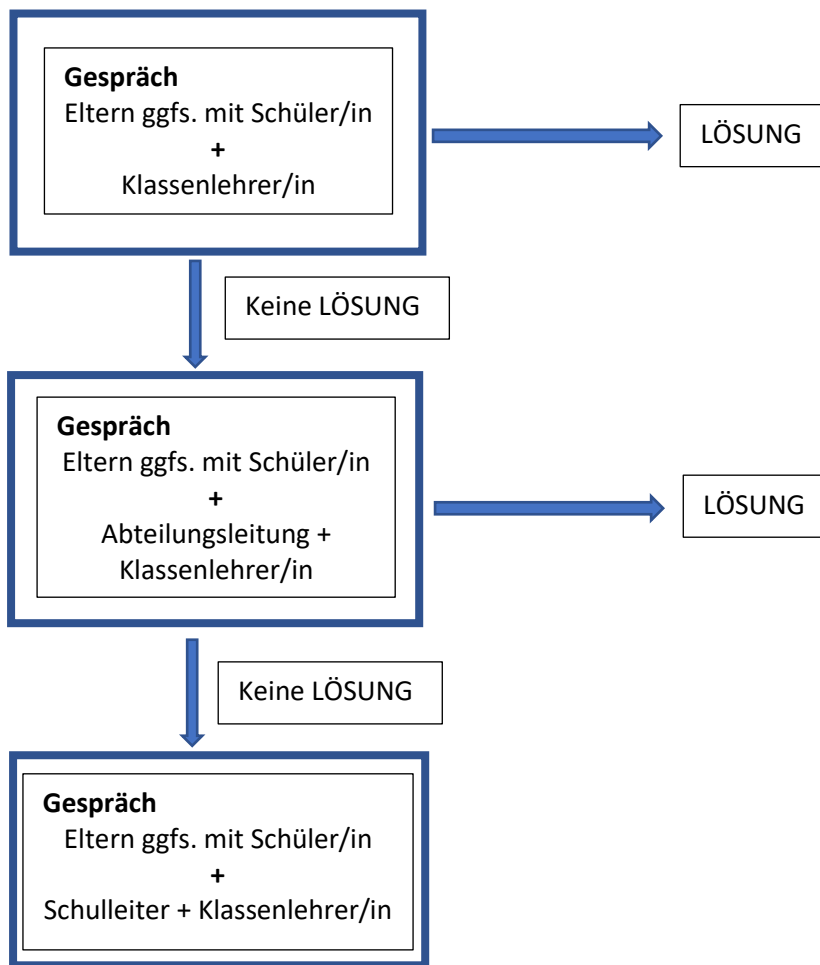 Gespräch
Eltern ggfs. mit Schüler/in
+
Klassenlehrer/in
LÖSUNG
Keine LÖSUNG
Gespräch
Eltern ggfs. mit Schüler/in
+
Abteilungsleitung +
Klassenlehrer/in
LÖSUNG
Keine LÖSUNG
Gespräch
Eltern ggfs. mit Schüler/in
+
Schulleiter + Klassenlehrer/in